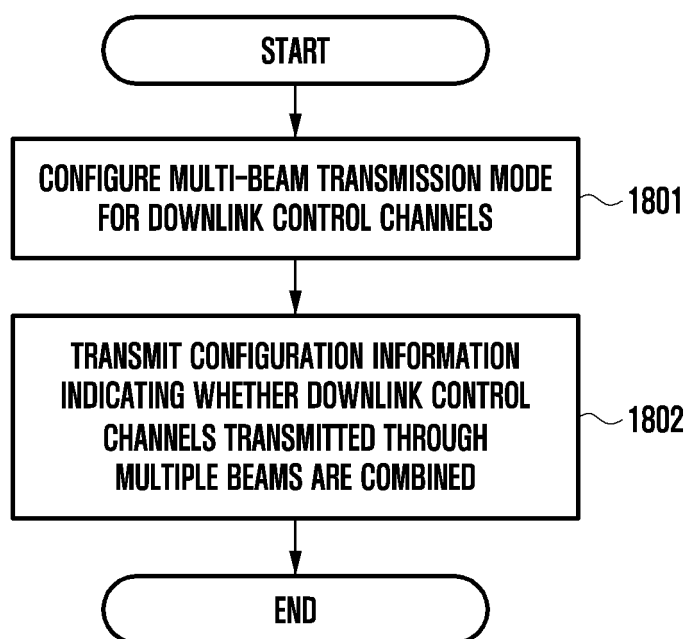 START
CONFIGURE MULTI-BEAM TRANSMISSION MODE
FOR DOWNLINK CONTROL CHANNELS
1801
TRANSMIT CONFIGURATION INFORMATION
INDICATING WHETHER DOWNLINK CONTROL
CHANNELS TRANSMITTED THROUGH
MULTIPLE BEAMS ARE COMBINED
1802
END